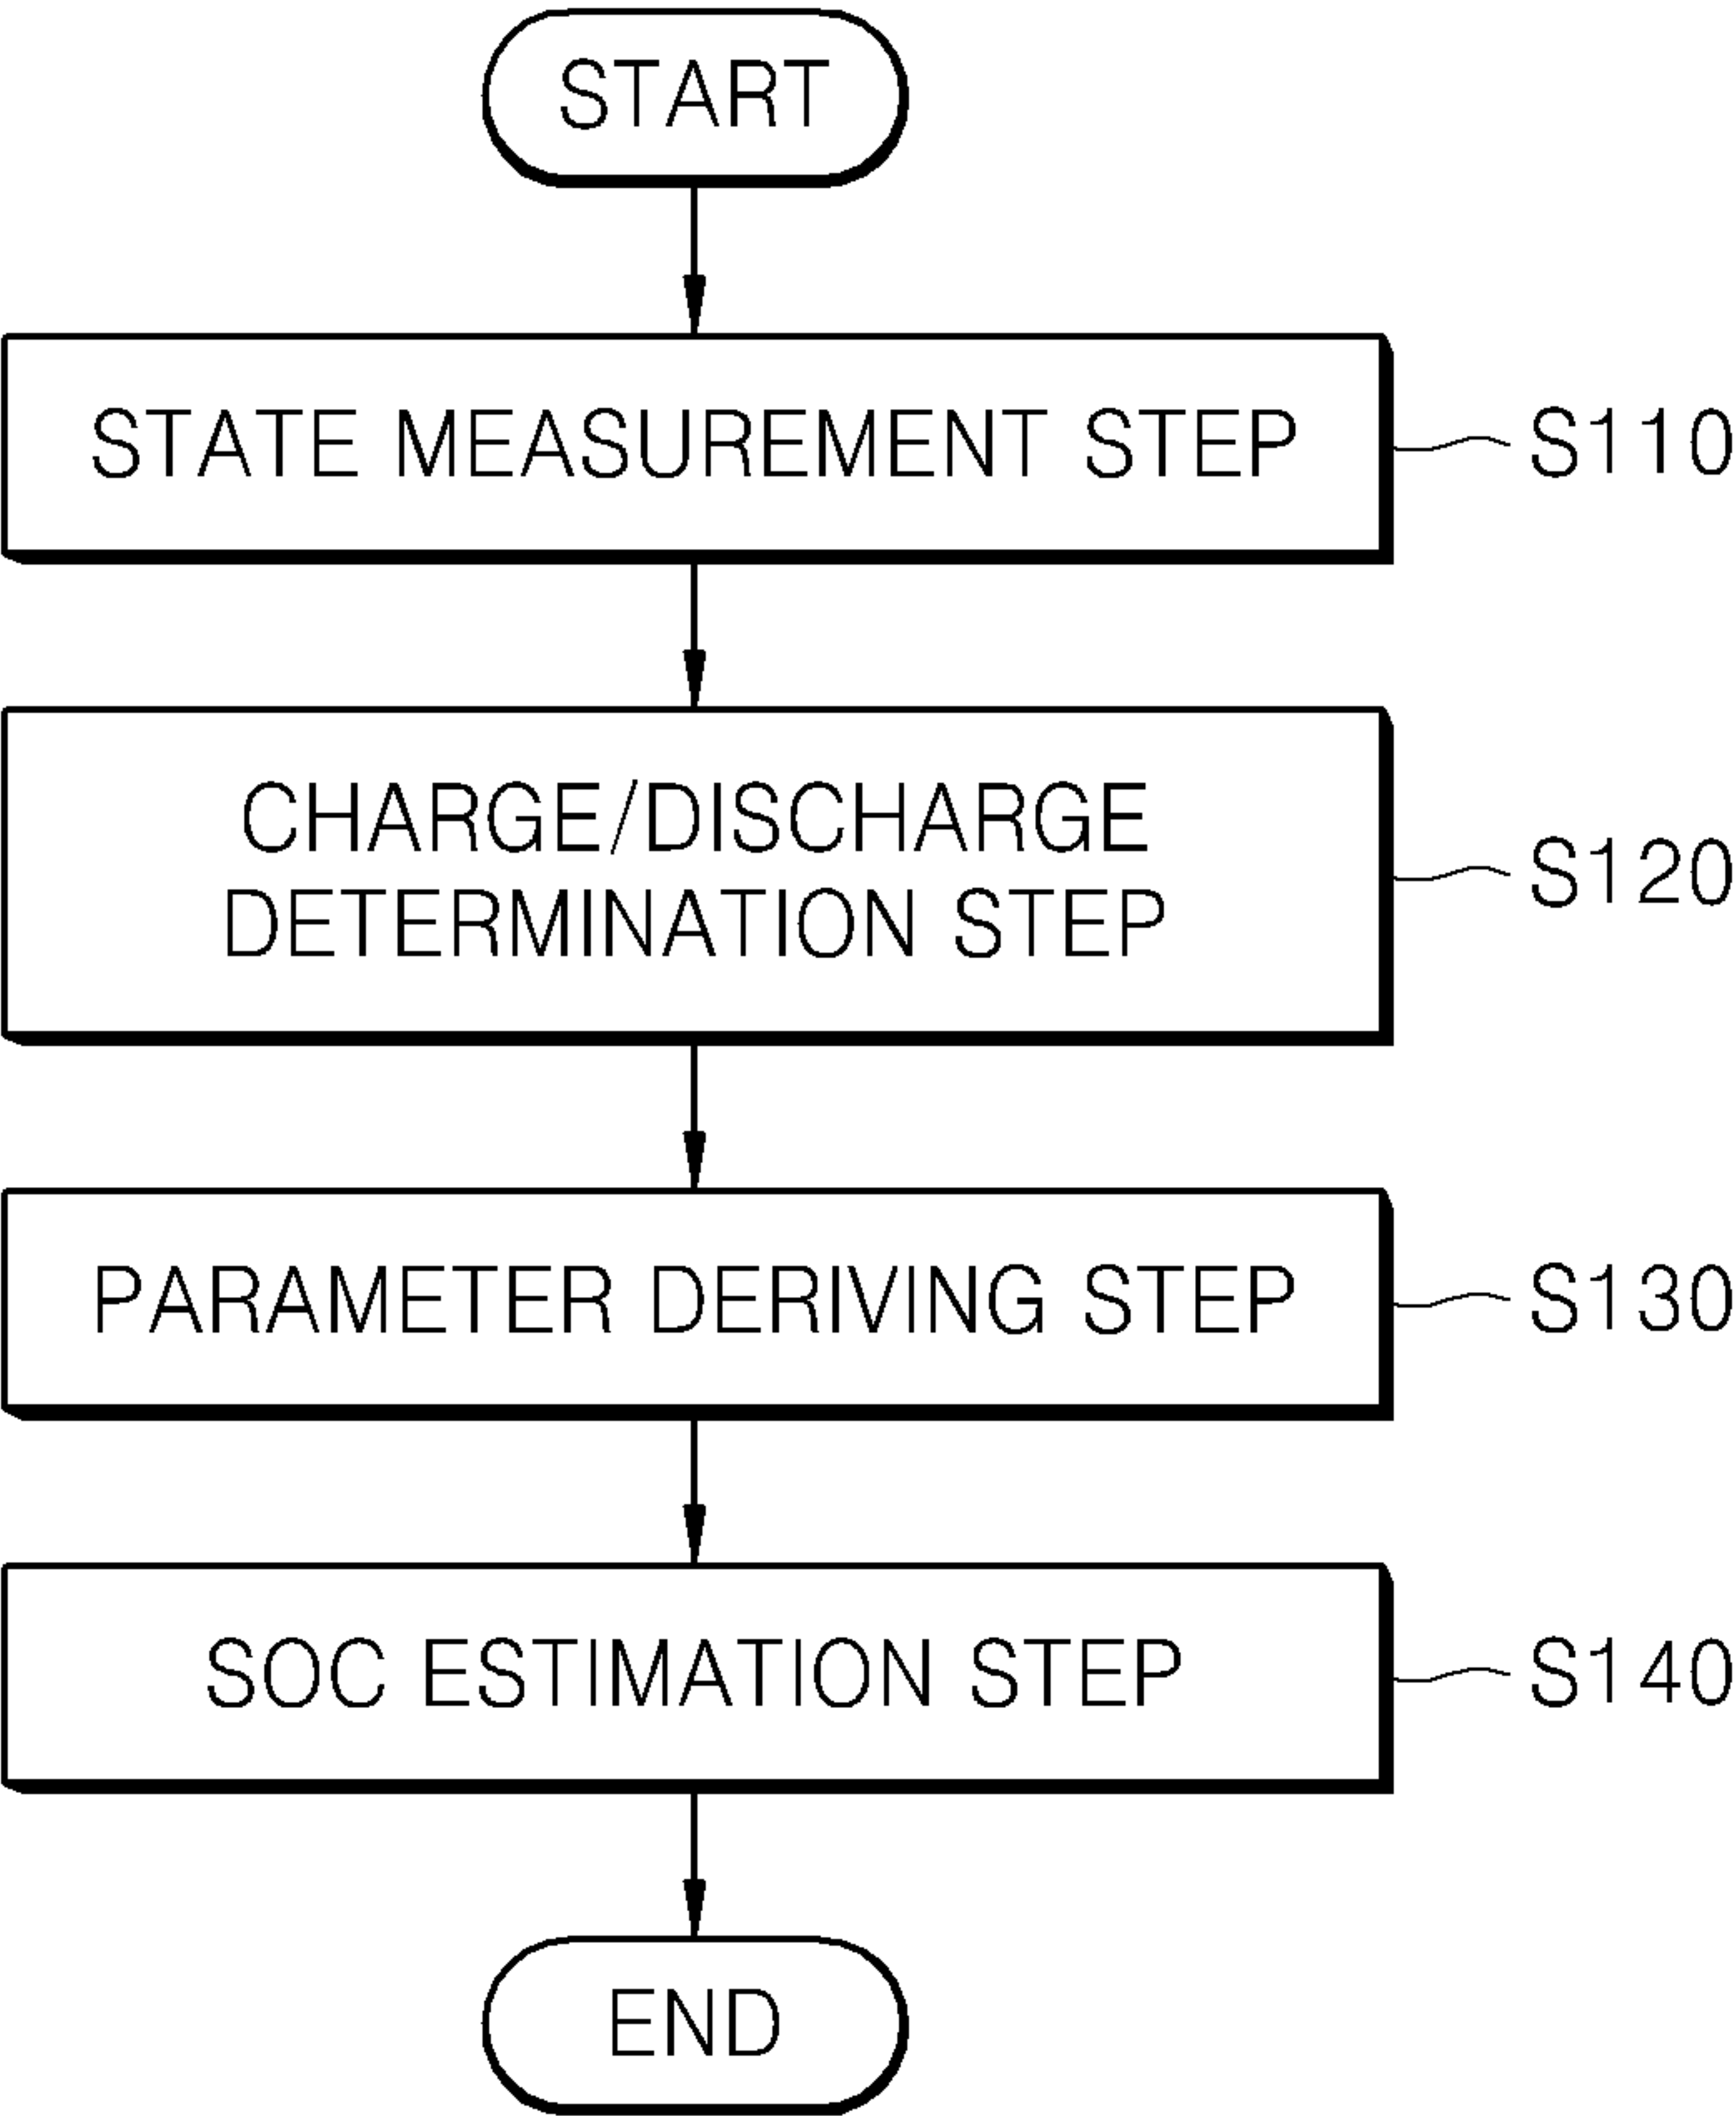 START
STATE MEASUREMENT STEP
S110
CHARGE/DISCHARGE
DETERMINATION STEP
S120
PARAMETER DERIVING STEP
S130
SOC ESTIMATION STEP
S140
END